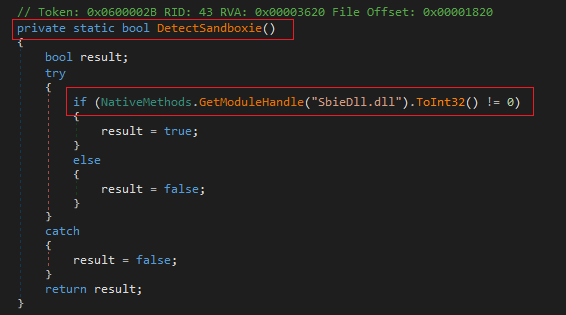 // Token: 0x0600002B RID: 43 RVA: 0x00003620 File Offset: 0x00001820
private static bool DetectSandboxie()
{
    bool result;
    try
    {
        if (NativeMethods.GetModuleHandle("SbieDll.dll").ToInt32() != 0)
        {
            result = true;
        }
        else
        {
            result = false;
        }
    }
    catch
    {
        result = false;
    }
    return result;
}